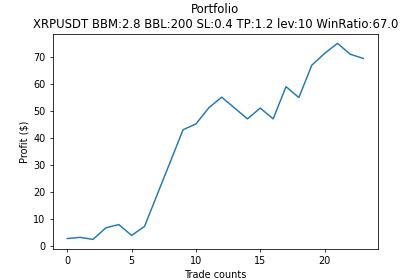 Portfolio
XRPUSDT BBM:2.8 BBL:200 SL:0.4 TP:1.2 lev:10 WinRatio:67.0
Profit ($)
70
60
50
40
30
20
10
0
0 5 10 15 20
Trade counts